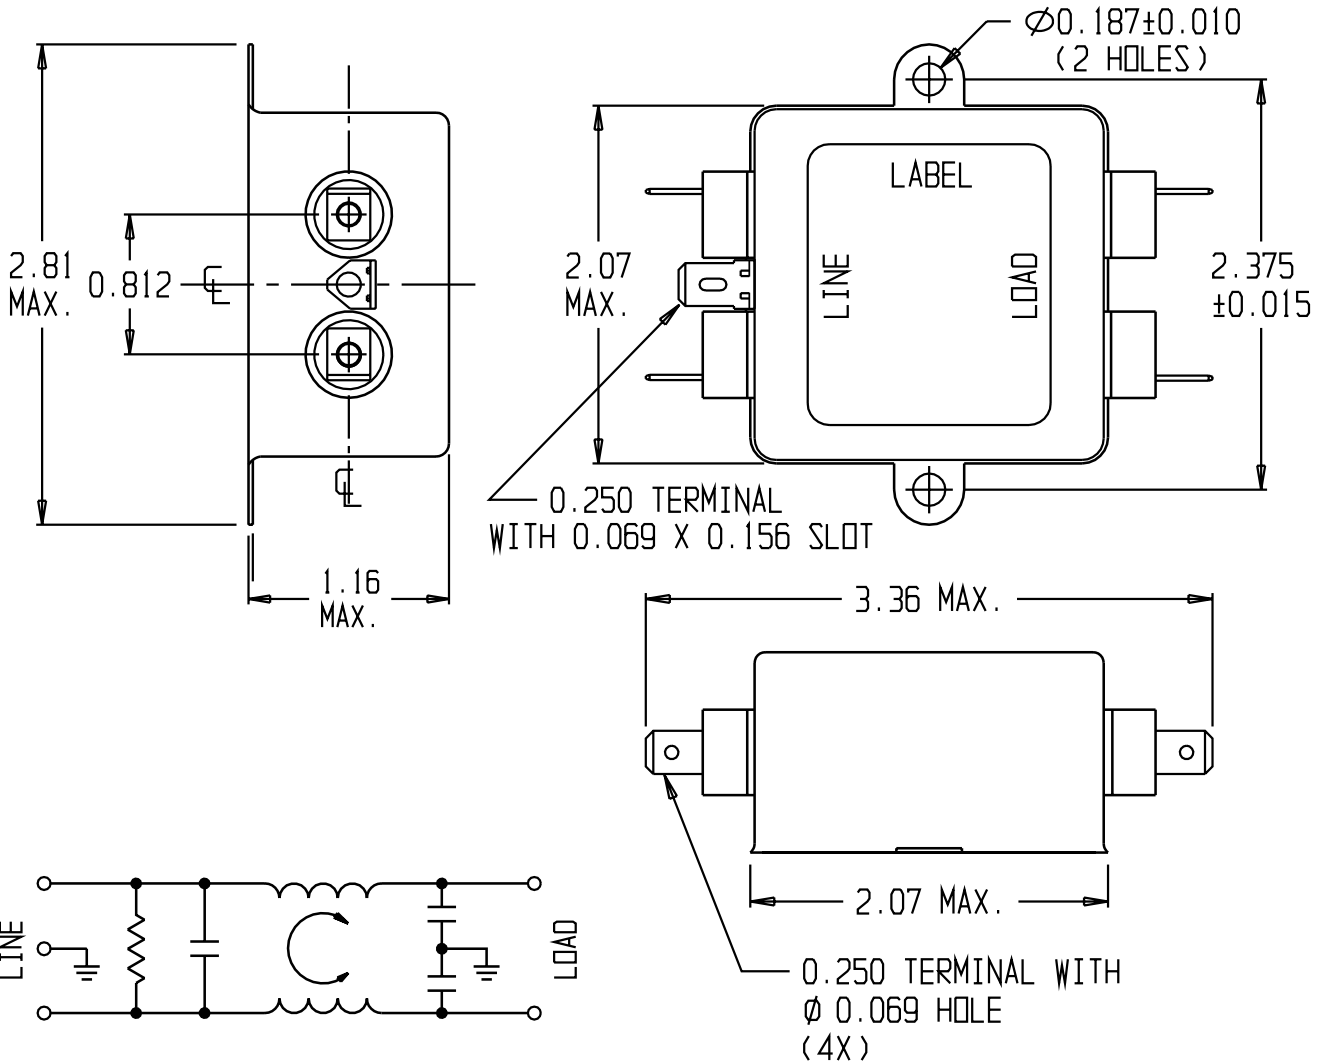 Ø0.187±0.010
(2 HOLES)
2.81
MAX.
0.812
℄
℄
1.16
MAX.
2.07
MAX.
LABEL
LINE
LOAD
2.375
±0.015
0.250 TERMINAL
WITH 0.069 X 0.156 SLOT
3.36 MAX.
2.07 MAX.
0.250 TERMINAL WITH
Ø 0.069 HOLE
(4X)
LINE
LOAD